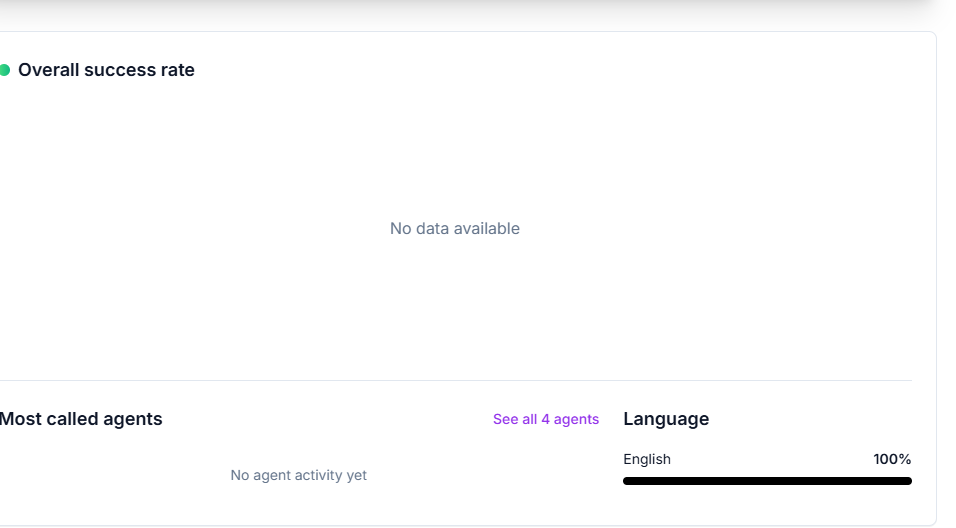 Overall success rate
No data available
Most called agents
See all 4 agents
No agent activity yet
Language
English
100%